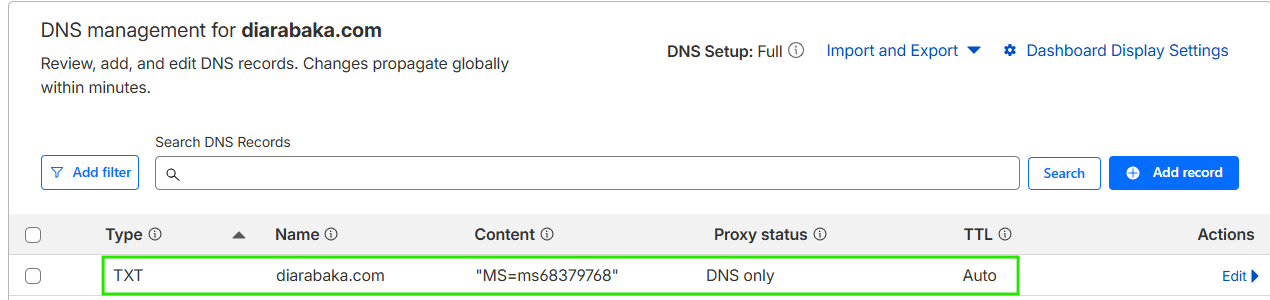 DNS management for diarabaka.com
Review, add, and edit DNS records. Changes propagate globally
within minutes.
DNS Setup: Full
Import and Export
Dashboard Display Settings
Search DNS Records
Add filter
Search
Add record
Type Name Content Proxy status TTL Actions
TXT diarabaka.com "MS=ms68379768" DNS only Auto Edit